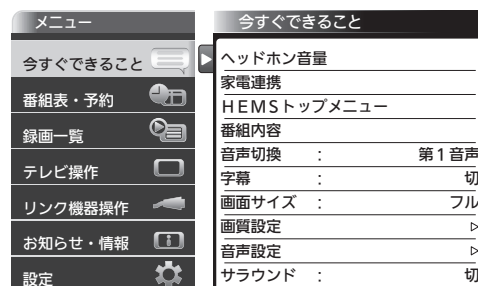 メニュー
今すぐできること
番組表・予約
録画一覧
テレビ操作
リンク機器操作
お知らせ・情報
設定
今すぐできること
ヘッドホン音量
家電連携
HEMSトップメニュー
番組内容
音声切換 : 第1音声
字幕 : 切
画面サイズ : フル
画質設定
音声設定
サラウンド : 切